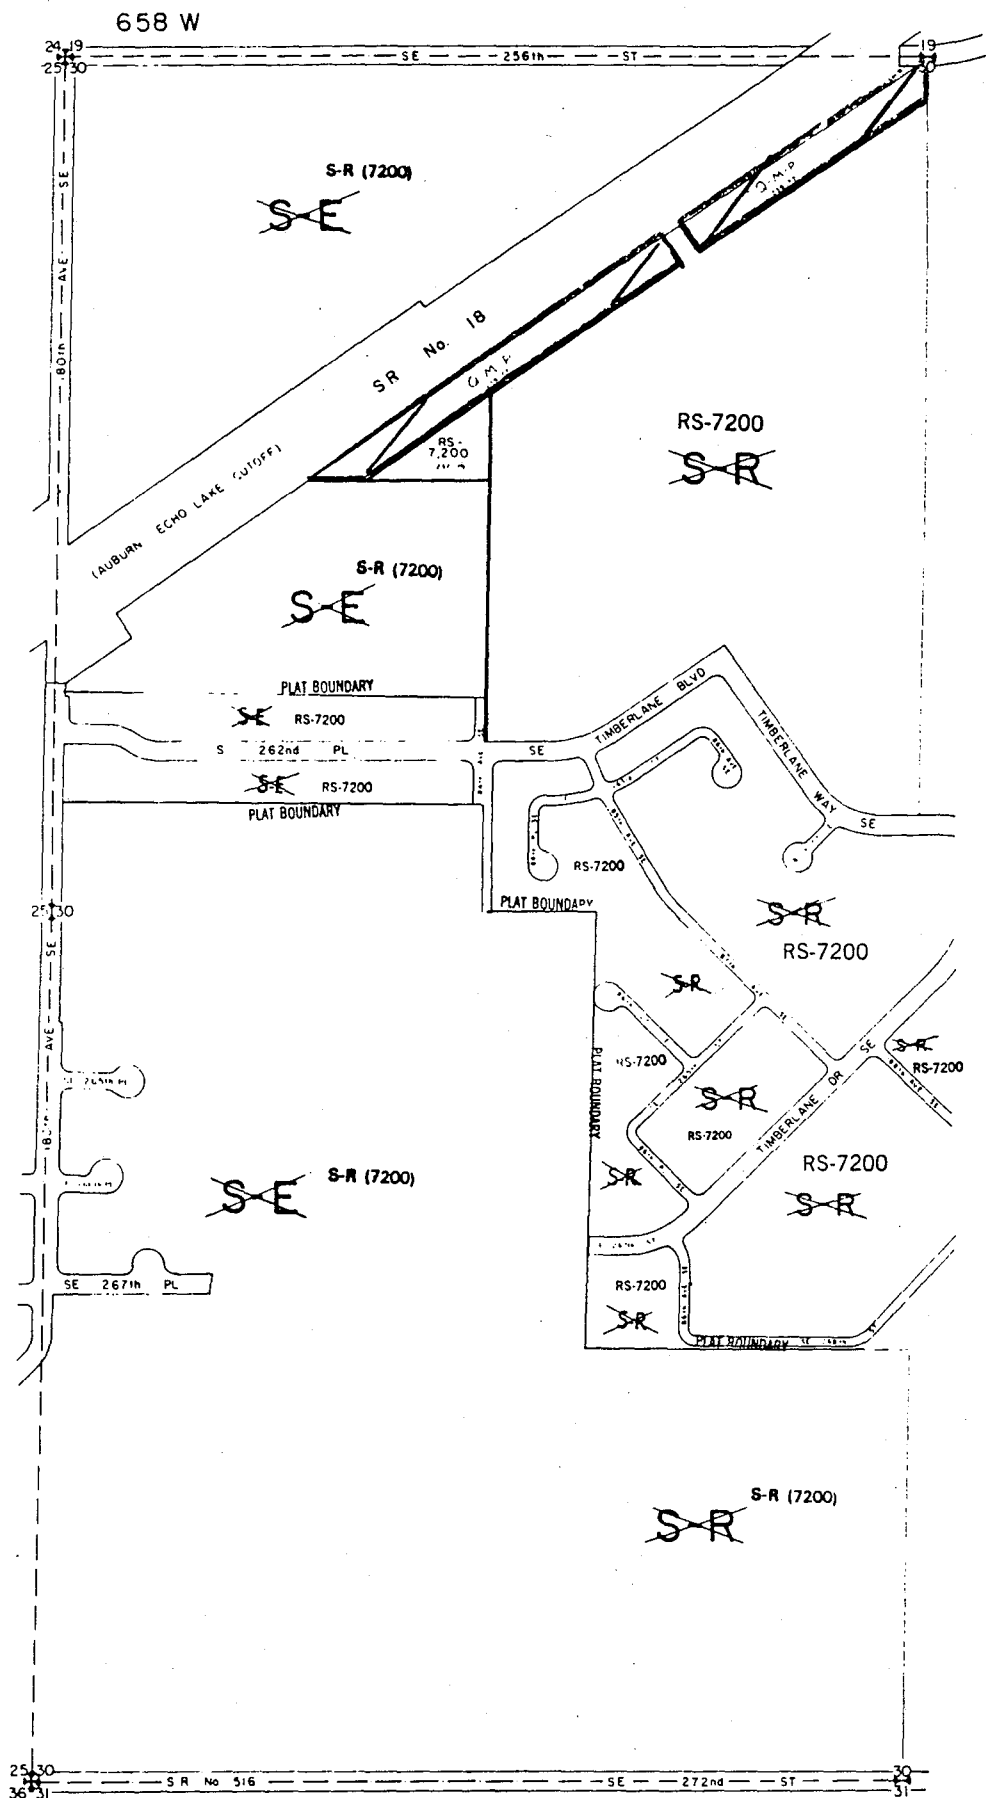 658 W
24 19
25 30
SE 256th ST
19
30
S-R (7200)
S-E
180th AVE SE
Q.M.P
SR No. 18
Q.M.P
RS-7200
S-R
RS-
7,200
(AUBURN ECHO LAKE CUTOFF)
S-R (7200)
S-E
PLAT BOUNDARY
S-E RS-7200
S 262nd PL SE
TIMBERLANE BLVD
TIMBERLANE WAY SE
S-E RS-7200
PLAT BOUNDARY
RS-7200
PLAT BOUNDARY
25 30
S-R
RS-7200
S-R
180th AVE SE
RS-7200
PLAT BOUNDARY
S-R
RS-7200
S-R
RS-7200
TIMBERLANE DR SE
S-R
RS-7200
S-R
S-R (7200)
S-E
SE 267th PL
RS-7200
S-R
PLAT BOUNDARY
S-R (7200)
S-R
25 30
36 31
SR No 516
SE 272nd ST
30
31